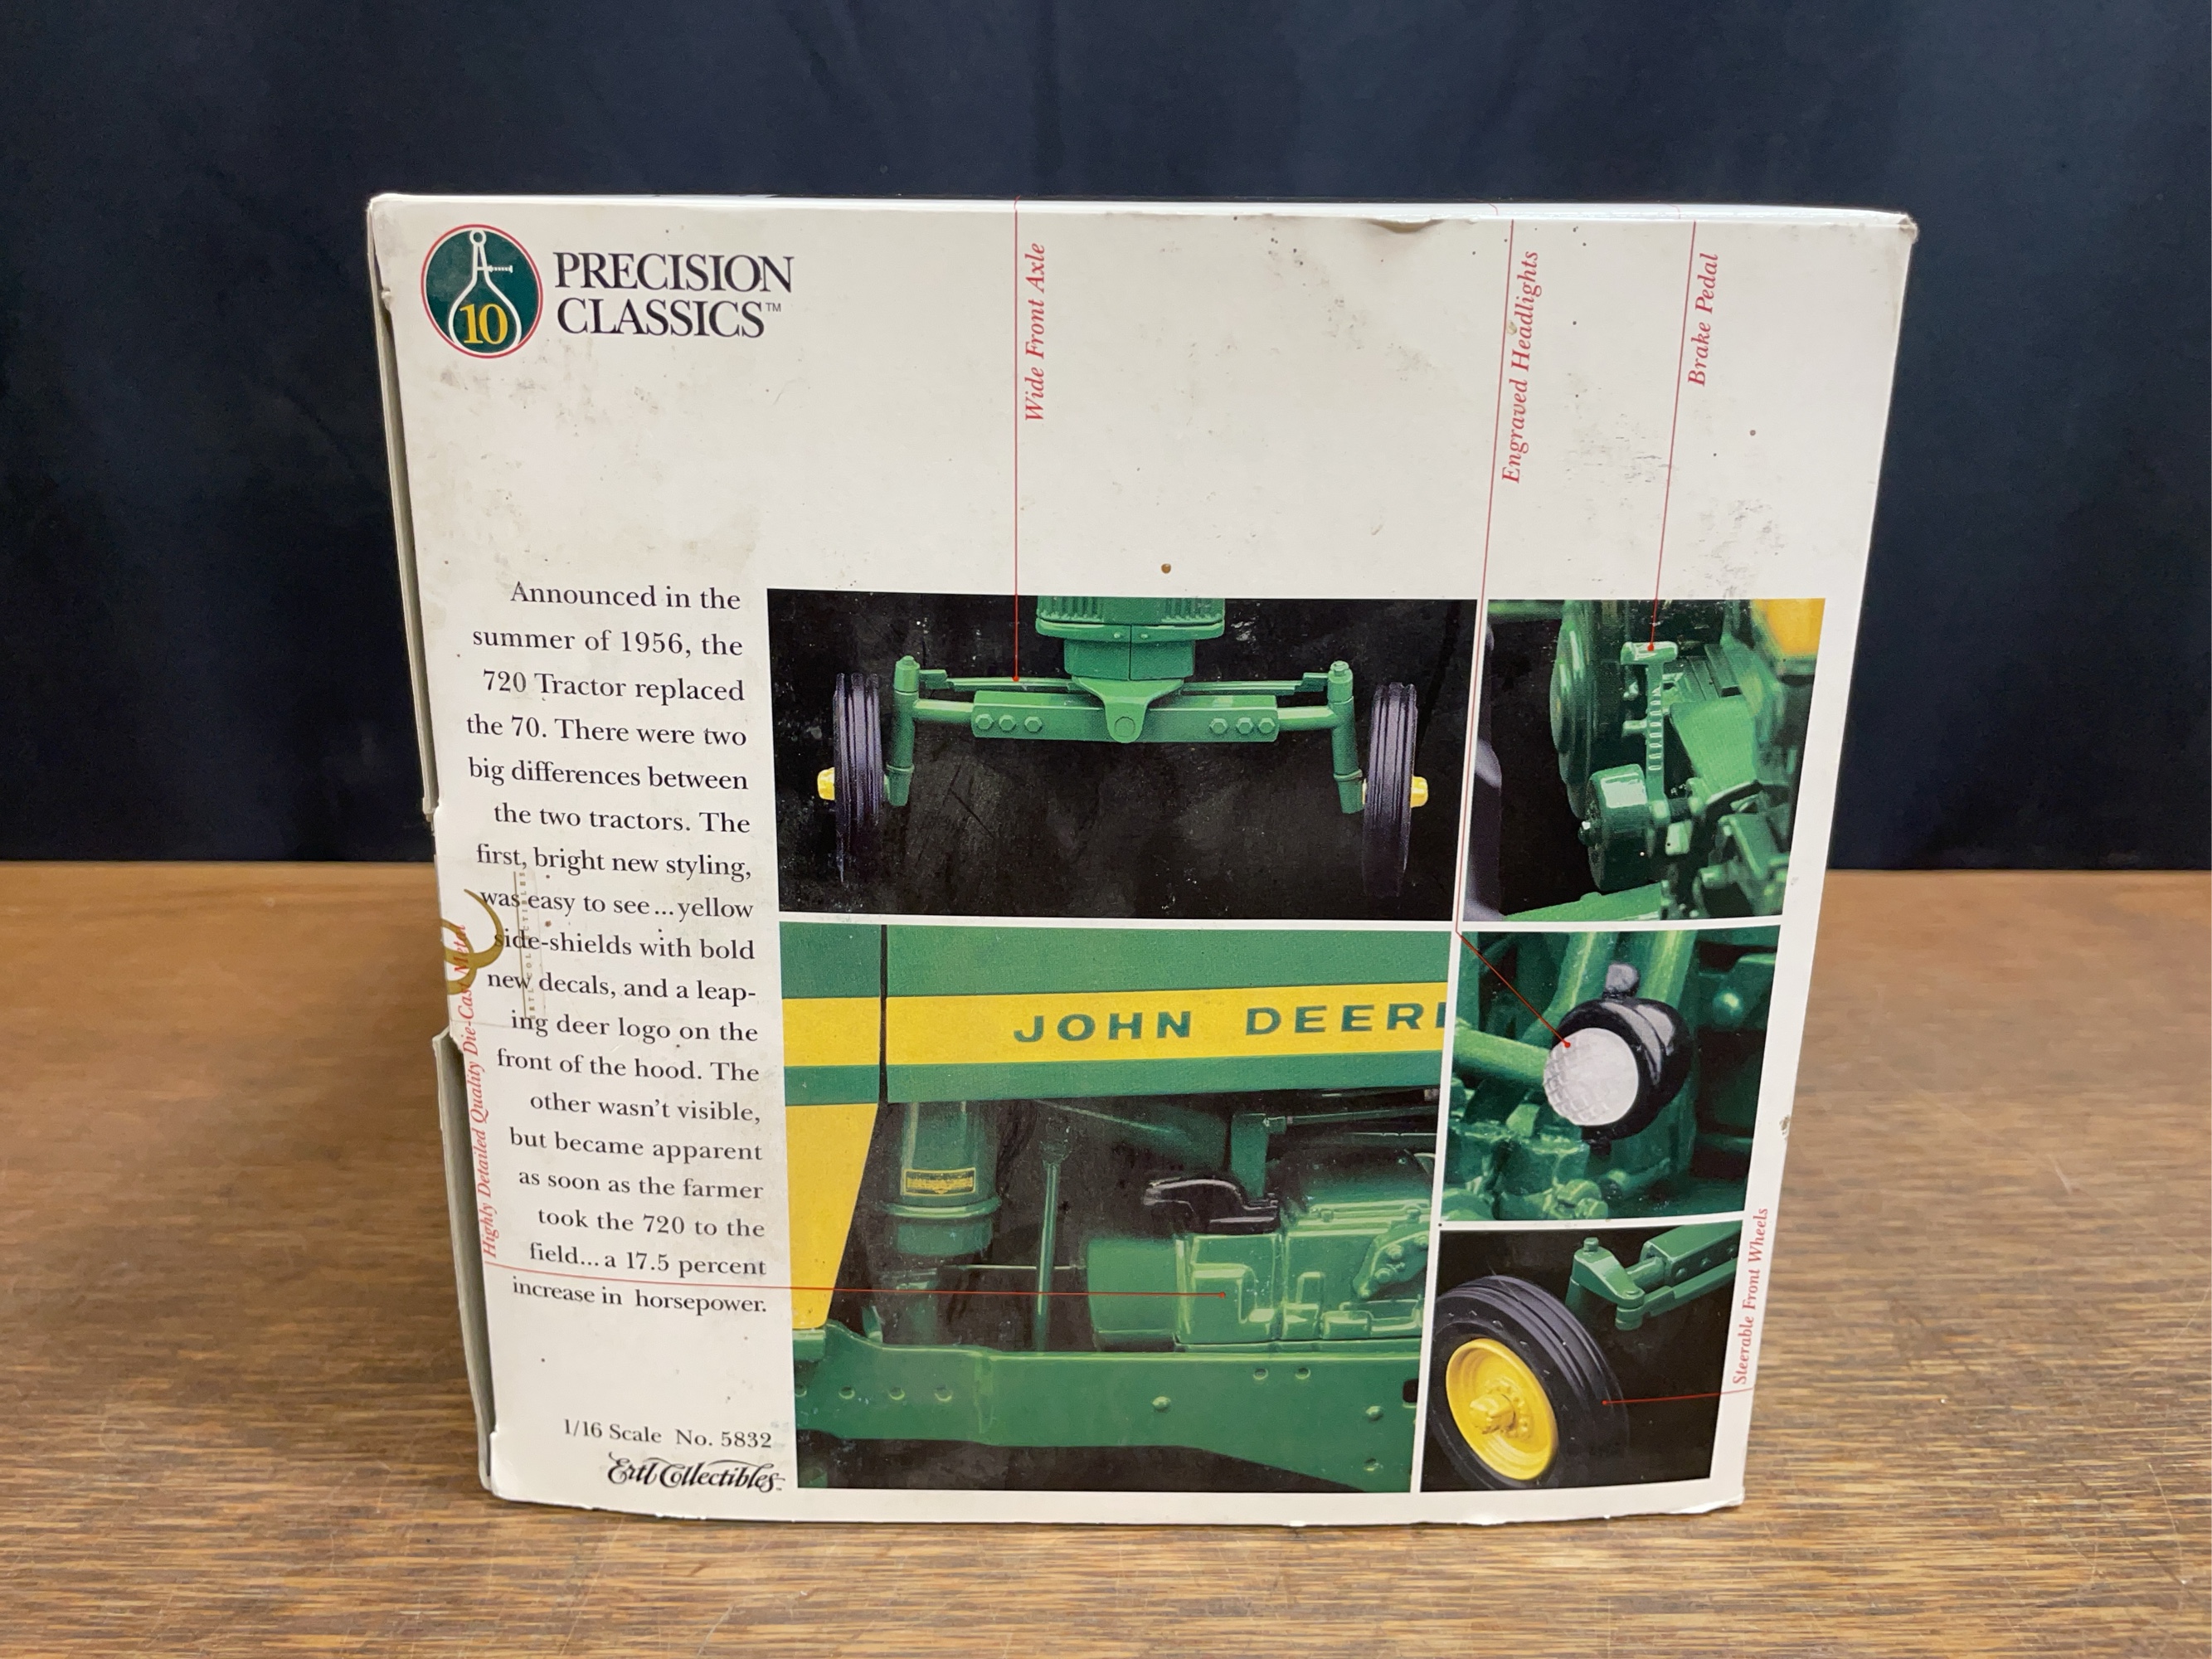 10
PRECISION
CLASSICS™
Wide Front Axle
Engraved Headlights
Brake Pedal
Announced in the
summer of 1956, the
720 Tractor replaced
the 70. There were two
big differences between
the two tractors. The
first, bright new styling,
was easy to see...yellow
side-shields with bold
new decals, and a leap-
ing deer logo on the
front of the hood. The
other wasn't visible,
but became apparent
as soon as the farmer
took the 720 to the
field...a 17.5 percent
increase in horsepower.
Highly Detailed Quality Die-Cast Metal
JOHN DEER
Steerable Front Wheels
1/16 Scale No. 5832
Ertl Collectibles™